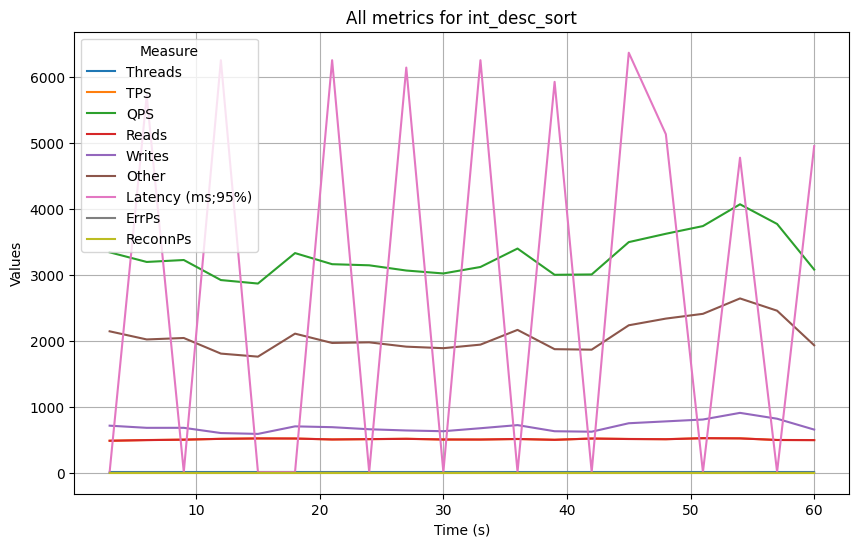 All metrics for int_desc_sort
Measure
Threads
TPS
QPS
Reads
Writes
Other
Latency (ms;95%)
ErrPs
ReconnPs
Values
6000
5000
4000
3000
2000
1000
0
10
20
30
40
50
60
Time (s)